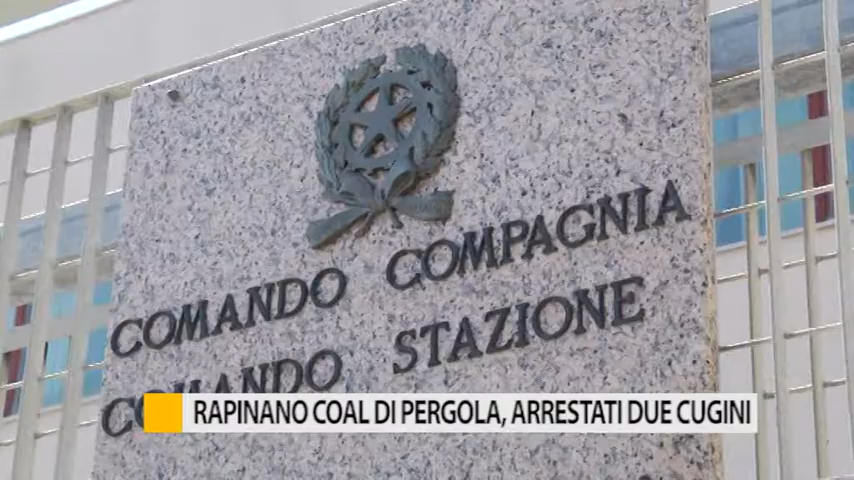 COMANDO COMPAGNIA
COMANDO STAZIONE
RAPINANO COAL DI PERGOLA, ARRESTATI DUE CUGINI